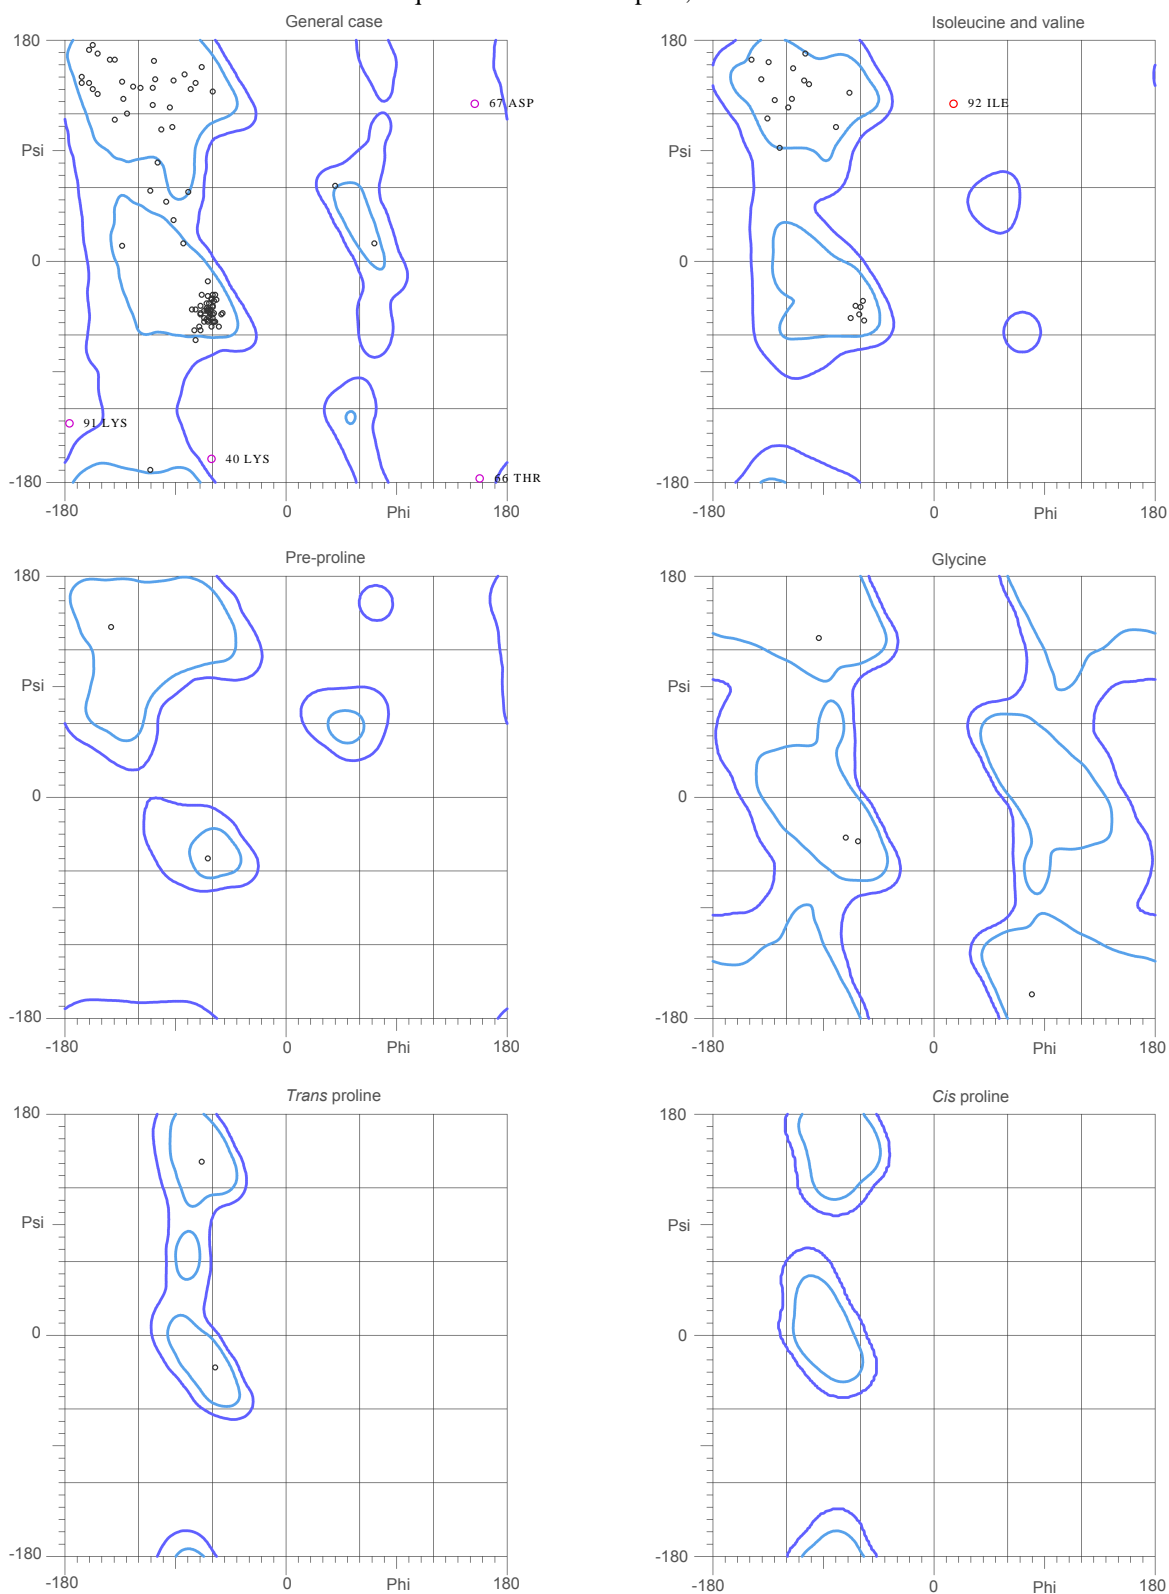 General case
Isoleucine and valine
180
180
67 ASP
92 ILE
Psi
Psi
0
0
91 LYS
40 LYS
66 THR
-180
-180
-180
0
Phi
180
-180
0
Phi
180
Pre-proline
Glycine
180
180
Psi
Psi
0
0
-180
-180
-180
0
Phi
180
-180
0
Phi
180
Trans proline
Cis proline
180
180
Psi
Psi
0
0
-180
-180
-180
0
Phi
180
-180
0
Phi
180